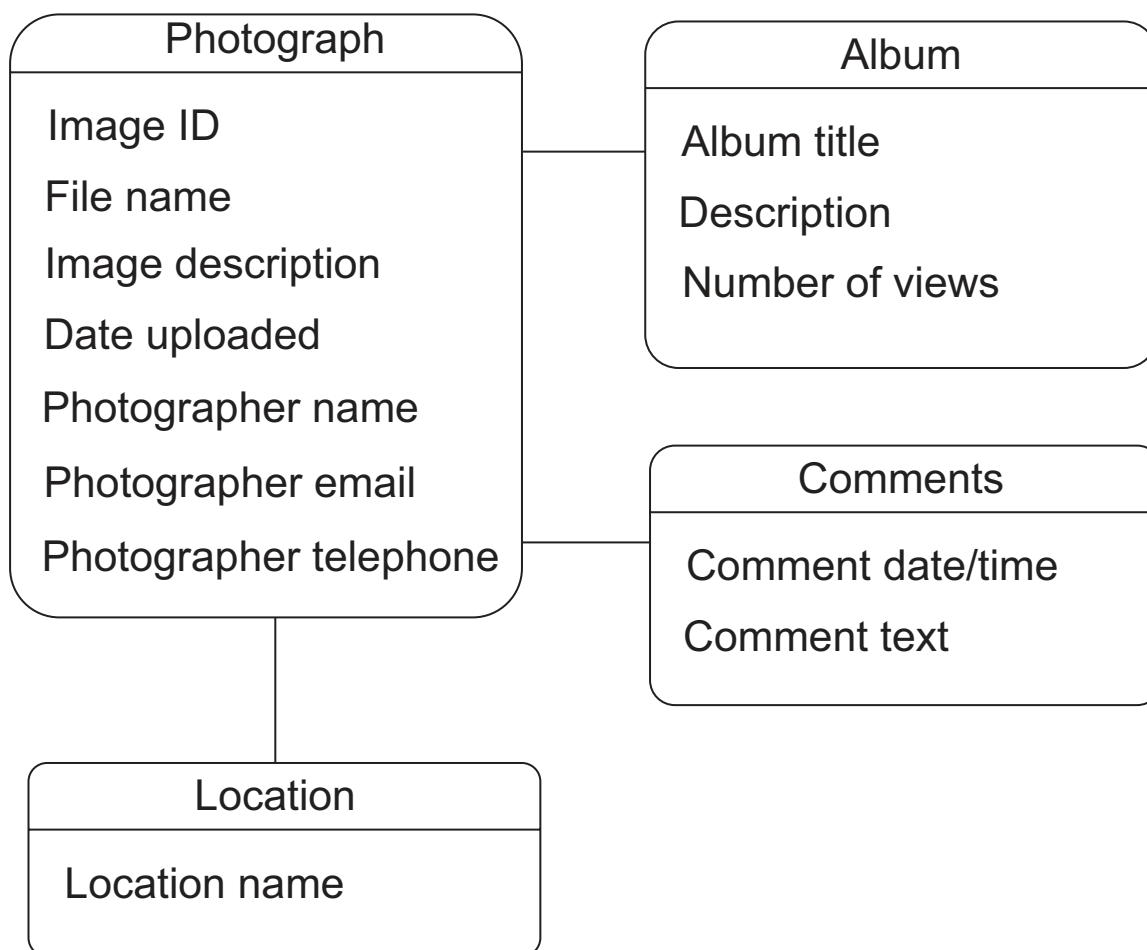 Photograph
Image ID
File name
Image description
Date uploaded
Photographer name
Photographer email
Photographer telephone
Album
Album title
Description
Number of views
Comments
Comment date/time
Comment text
Location
Location name